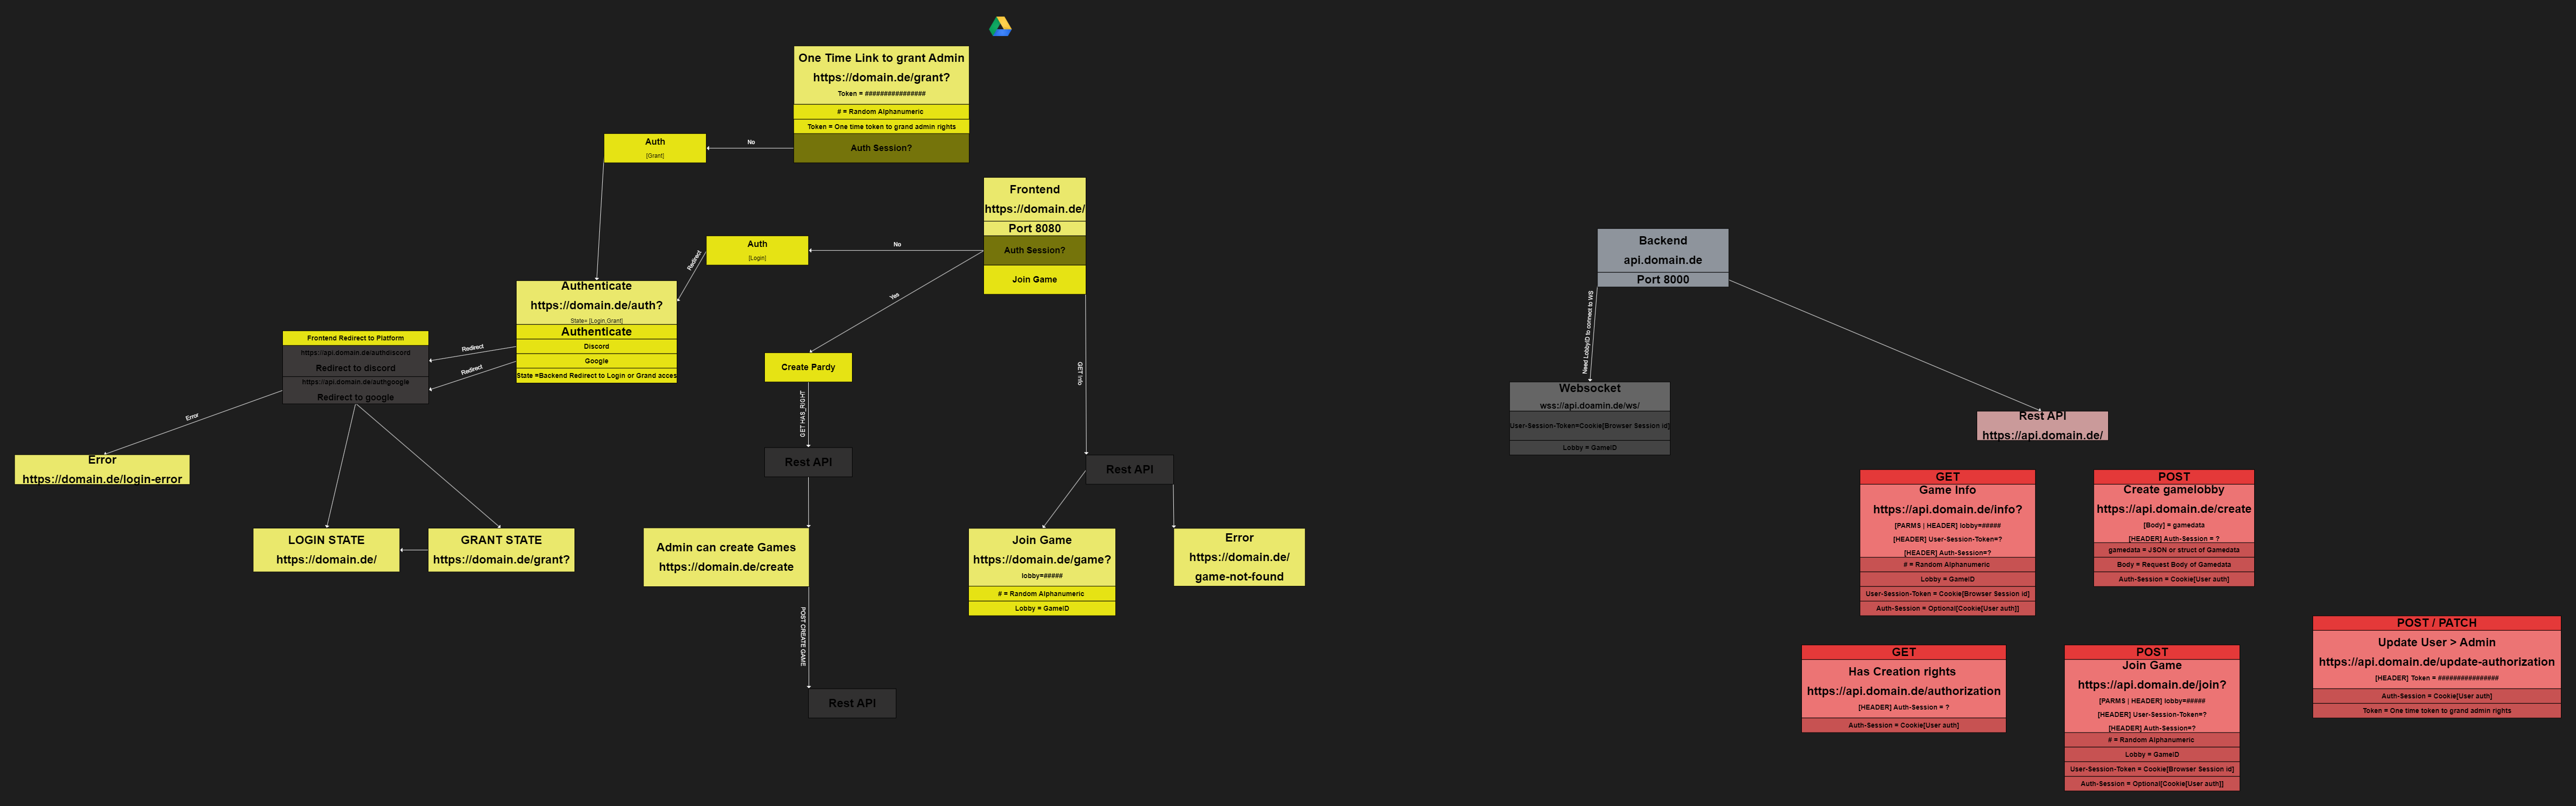 One Time Link to grant Admin
https://domain.de/grant?
Token = ################
# = Random Alphanumeric
Token = One time token to grand admin rights
Auth Session?
No
Auth
[Grant]
Frontend
https://domain.de/
Port 8080
Auth Session?
Join Game
No
Auth
[Login]
Redirect
Yes
GET Info
Authenticate
https://domain.de/auth?
State= [Login,Grant]
Authenticate
Discord
Google
State =Backend Redirect to Login or Grand acces
Redirect
Redirect
Frontend Redirect to Platform
https://api.domain.de/authdiscord
Redirect to discord
https://api.domain.de/authgoogle
Redirect to google
Error
Error
https://domain.de/login-error
LOGIN STATE
https://domain.de/
GRANT STATE
https://domain.de/grant?
Create Pardy
GET HAS_RIGHT
Rest API
Admin can create Games
https://domain.de/create
POST CREATE GAME
Rest API
Rest API
Join Game
https://domain.de/game?
lobby=#####
# = Random Alphanumeric
Lobby = GameID
Error
https://domain.de/
game-not-found
Backend
api.domain.de
Port 8000
Need LobbyID to connect to WS
Websocket
wss://api.doamin.de/ws/
User-Session-Token=Cookie[Browser Session id]
Lobby = GameID
Rest API
https://api.domain.de/
GET
Game Info
https://api.domain.de/info?
[PARMS | HEADER] lobby=#####
[HEADER] User-Session-Token=?
[HEADER] Auth-Session=?
# = Random Alphanumeric
Lobby = GameID
User-Session-Token = Cookie[Browser Session id]
Auth-Session = Optional[Cookie[User auth]]
POST
Create gamelobby
https://api.domain.de/create
[Body] = gamedata
[HEADER] Auth-Session = ?
gamedata = JSON or struct of Gamedata
Body = Request Body of Gamedata
Auth-Session = Cookie[User auth]
GET
Has Creation rights
https://api.domain.de/authorization
[HEADER] Auth-Session = ?
Auth-Session = Cookie[User auth]
POST
Join Game
https://api.domain.de/join?
[PARMS | HEADER] lobby=#####
[HEADER] User-Session-Token=?
[HEADER] Auth-Session=?
# = Random Alphanumeric
Lobby = GameID
User-Session-Token = Cookie[Browser Session id]
Auth-Session = Optional[Cookie[User auth]]
POST / PATCH
Update User > Admin
https://api.domain.de/update-authorization
[HEADER] Token = ################
Auth-Session = Cookie[User auth]
Token = One time token to grand admin rights